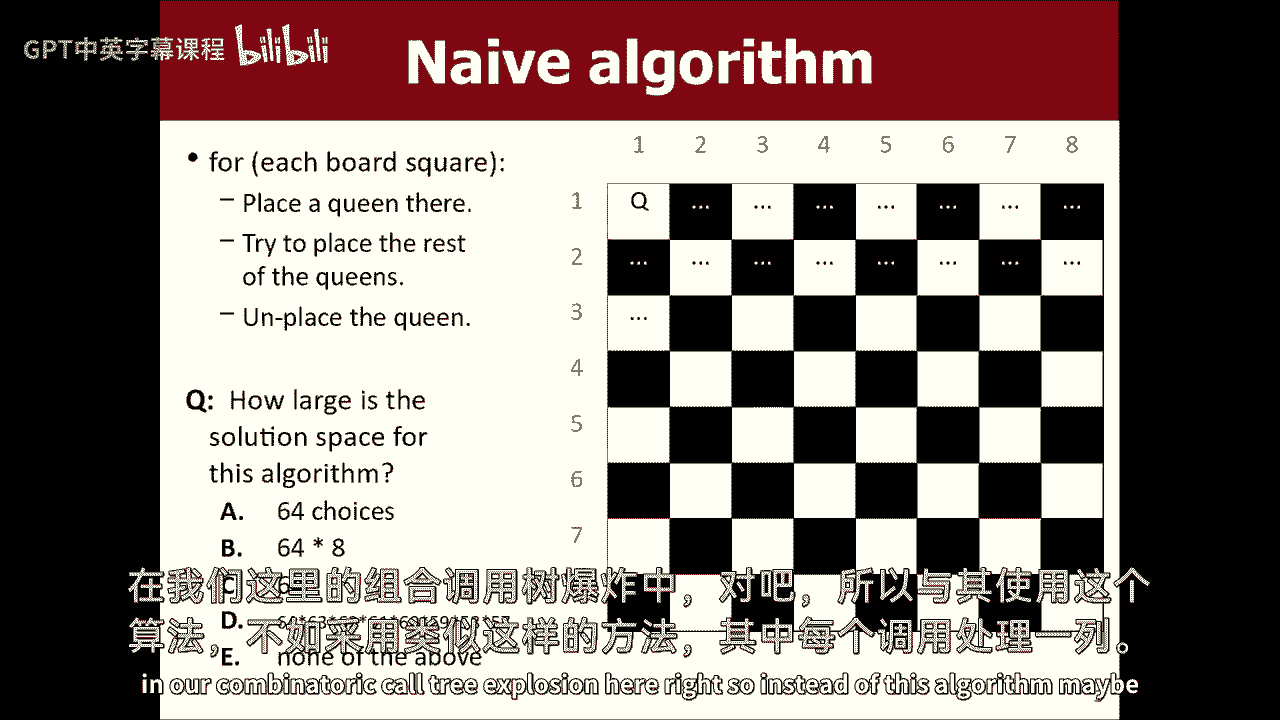 GPT中英字幕课程 bilibili
Naive algorithm
• for (each board square):
– Place a queen there.
– Try to place the rest
of the queens.
– Un-place the queen.
Q: How large is the
solution space for
this algorithm?
A. 64 choices
B. 64 * 8
D.
E. none of the above
1 2 3 4 5 6 7 8
1 Q ... ... ... ... ... ... ...
2 ... ... ... ... ... ... ... ...
3 ...
4
5
6
7
在我们这里的组合调用树爆炸中，对吧，所以与其使用这个
算法，不如采用类似这样的方法，其中每个调用处理一列。
in our combinatoric call tree explosion here right so instead of this algorithm maybe